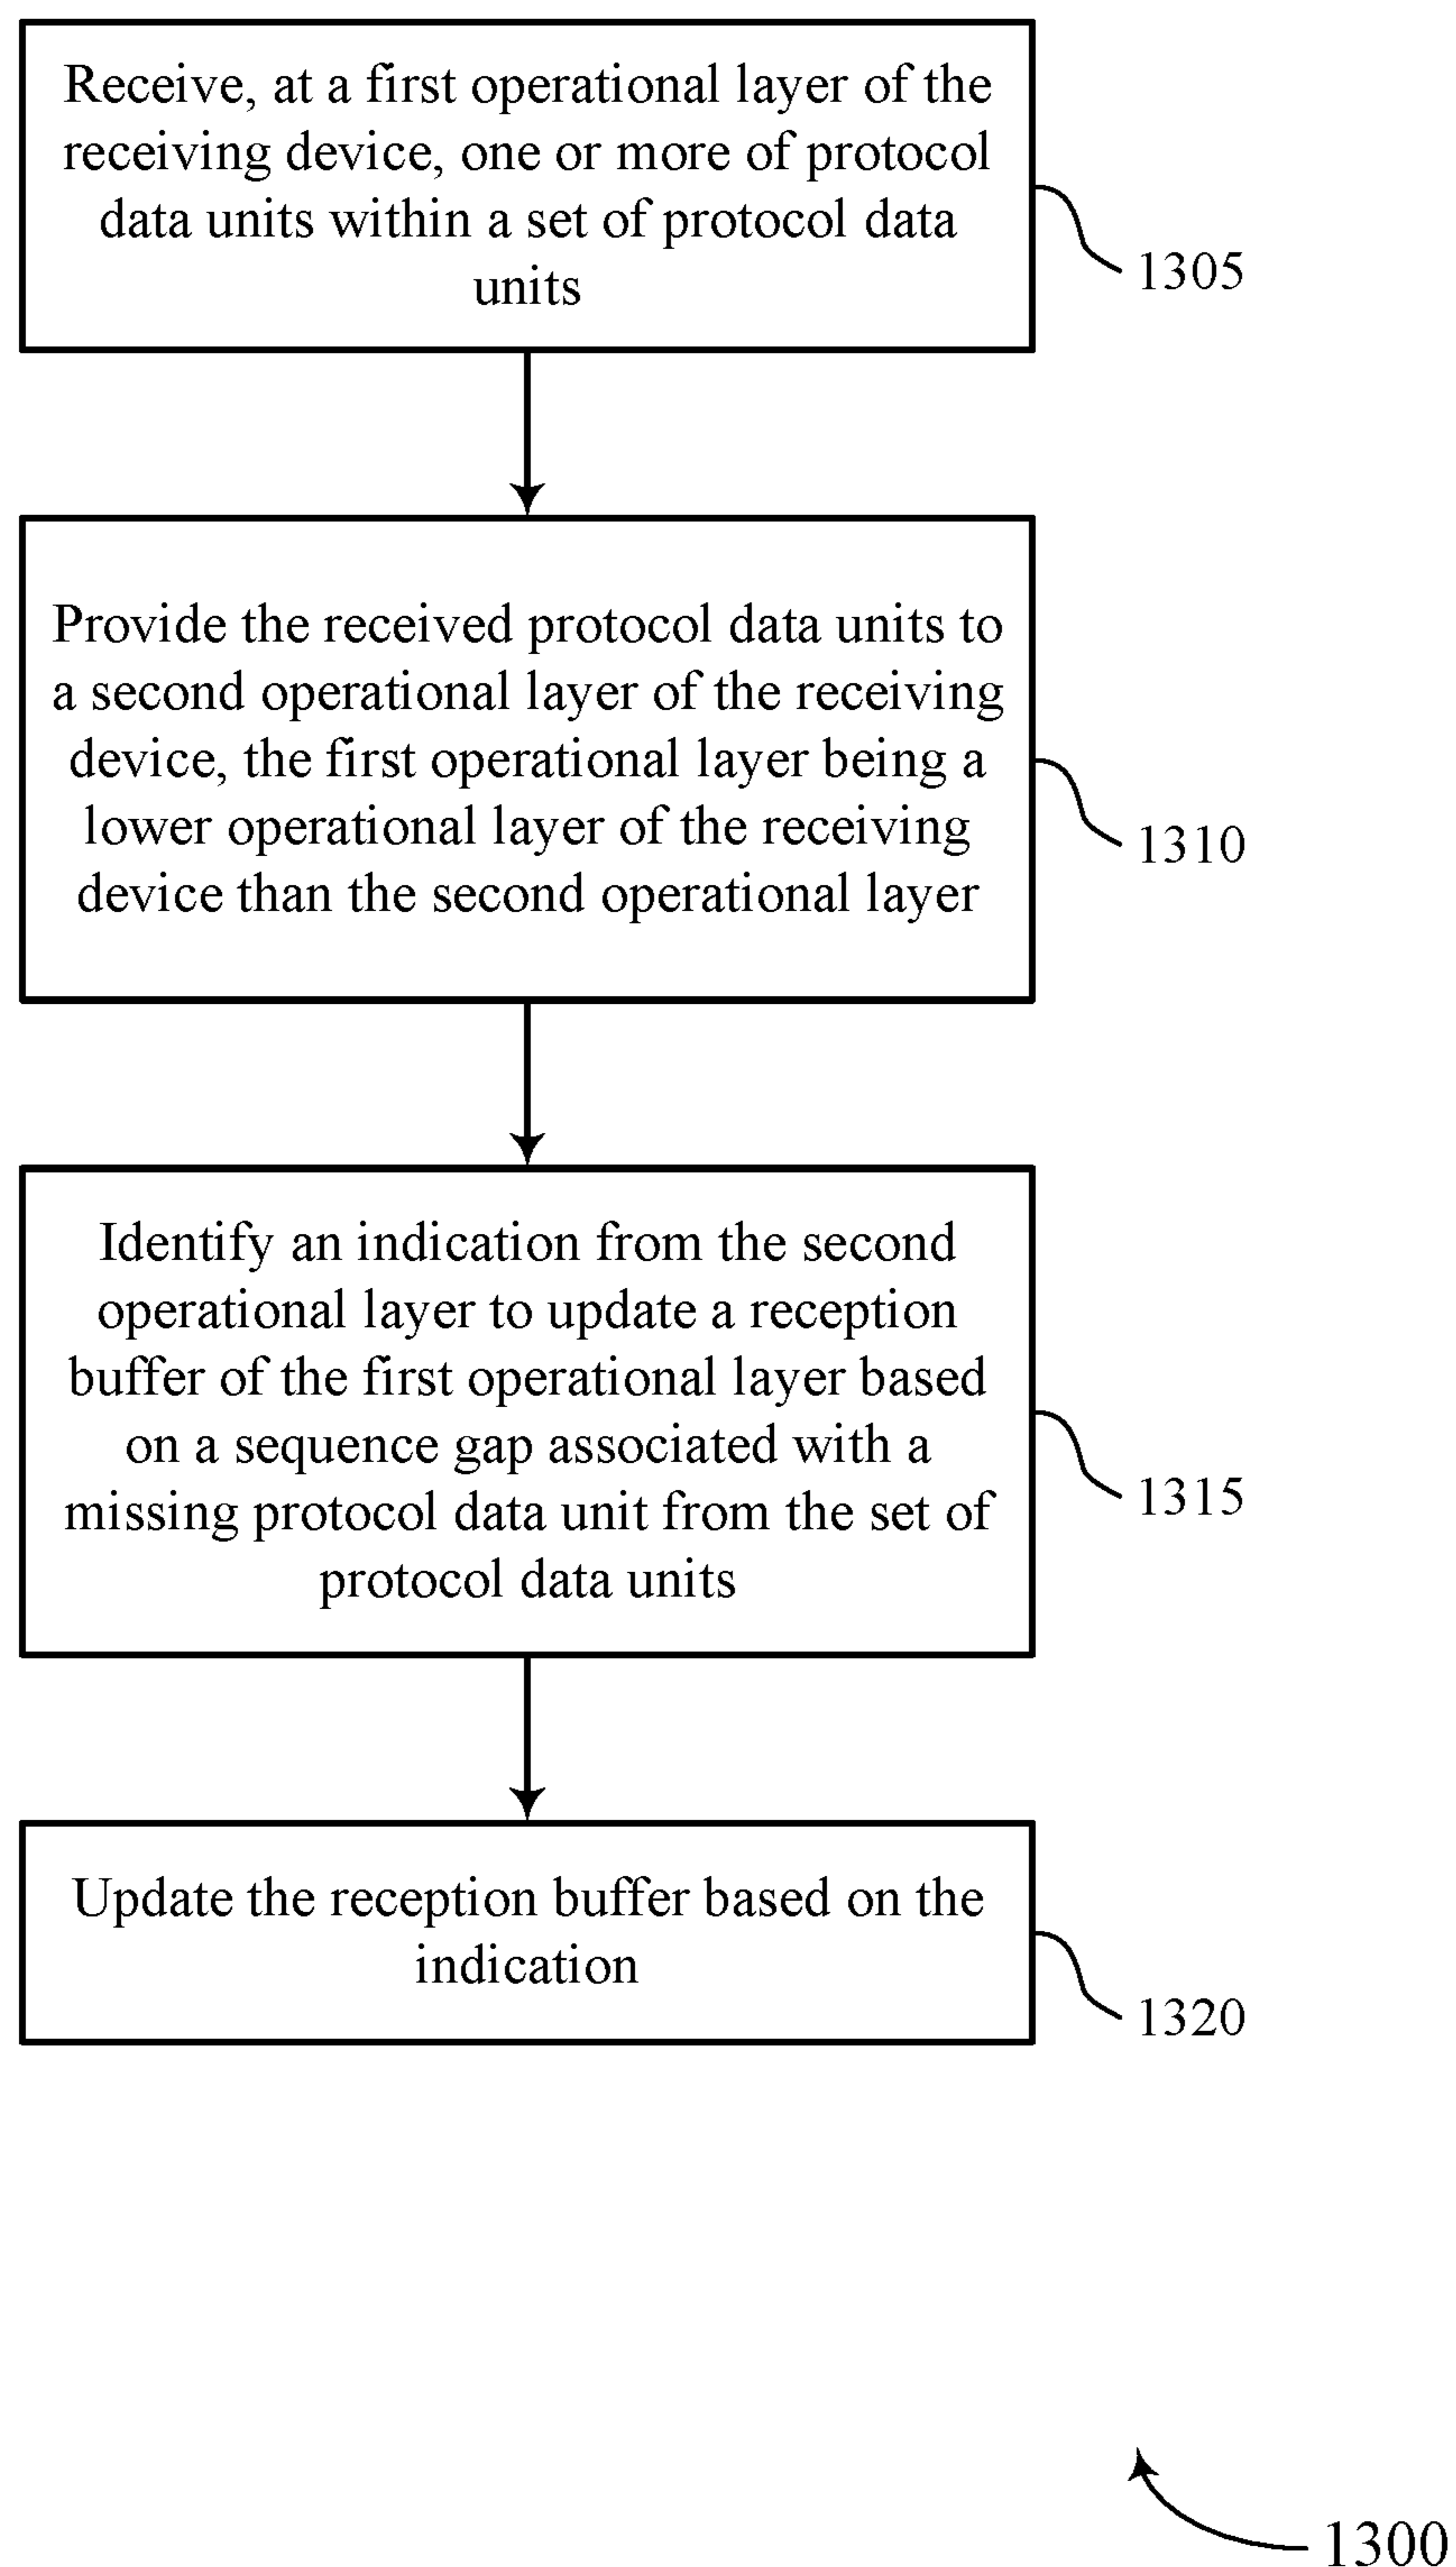 Receive, at a first operational layer of the
receiving device, one or more of protocol
data units within a set of protocol data
units
1305
Provide the received protocol data units to
a second operational layer of the receiving
device, the first operational layer being a
lower operational layer of the receiving
device than the second operational layer
1310
Identify an indication from the second
operational layer to update a reception
buffer of the first operational layer based
on a sequence gap associated with a
missing protocol data unit from the set of
protocol data units
1315
Update the reception buffer based on the
indication
1320
1300